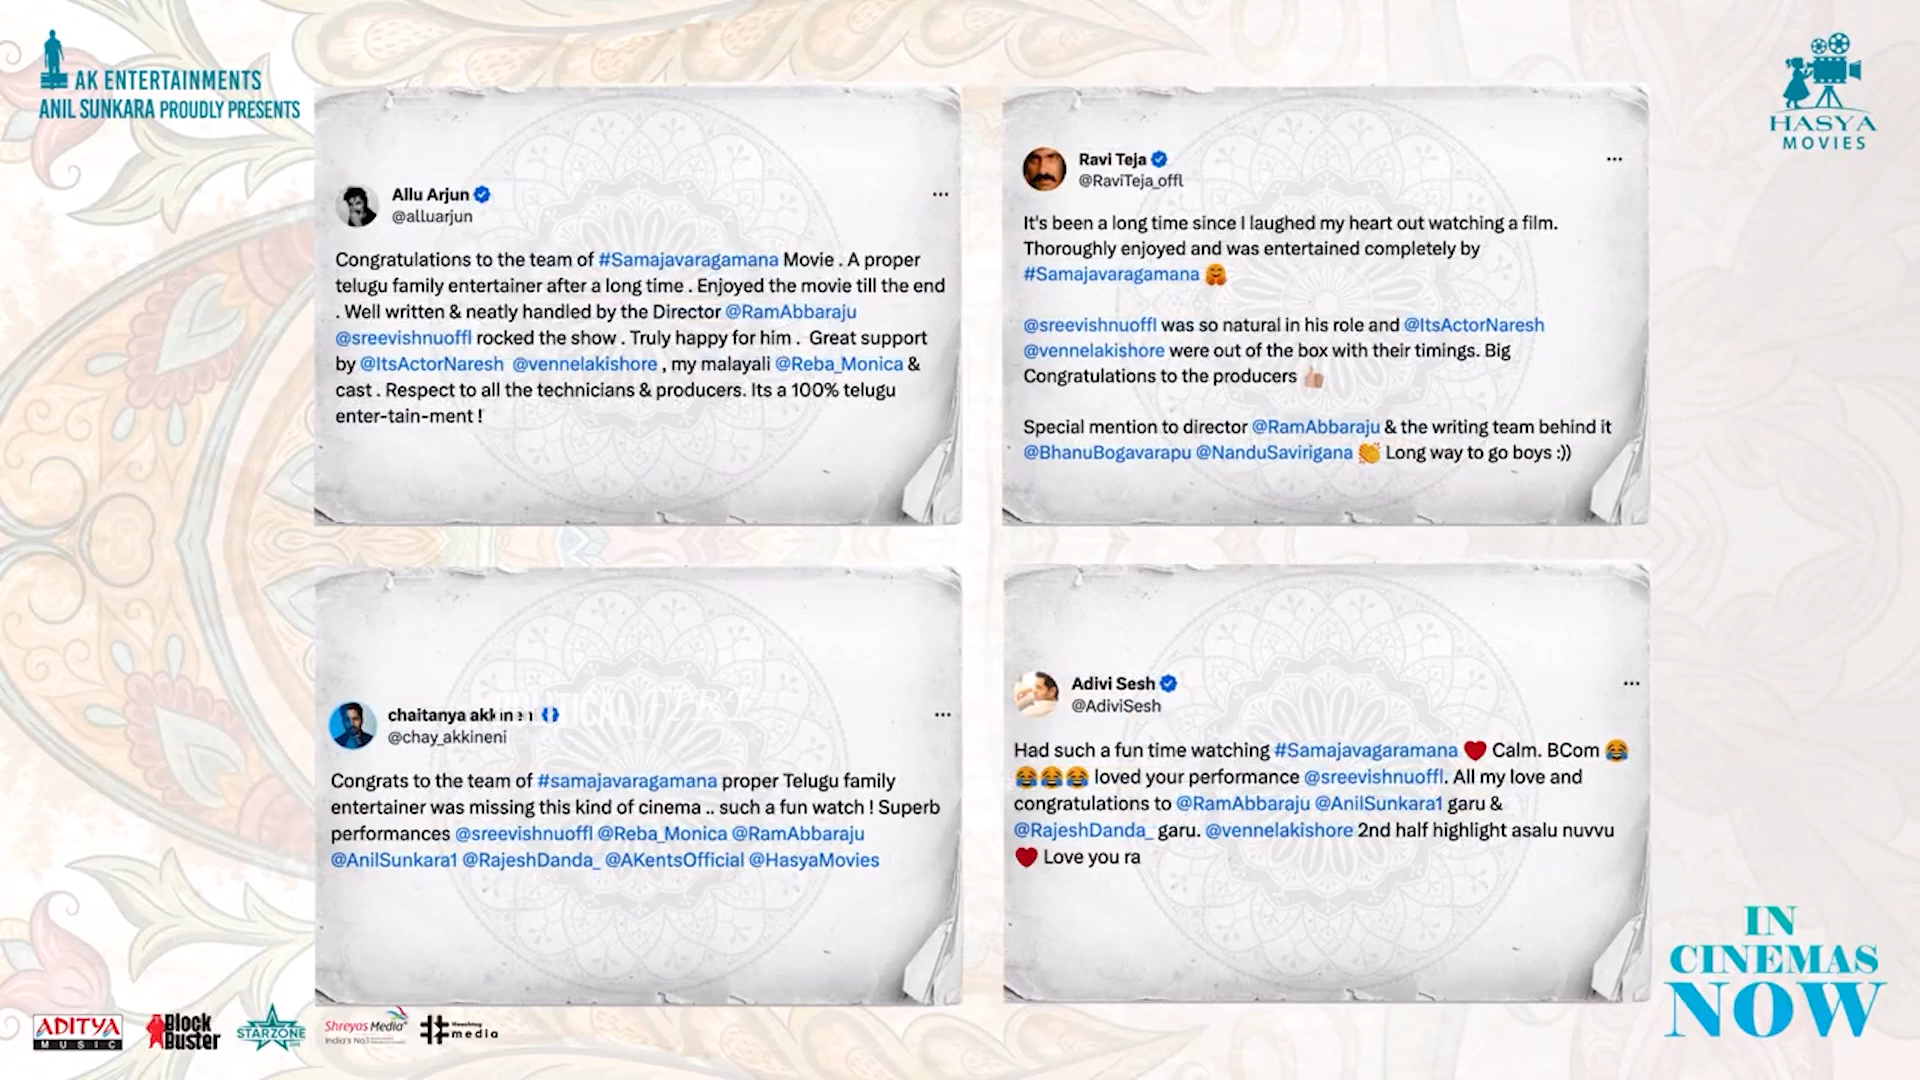 AK ENTERTAINMENTS
ANIL SUNKARA PROUDLY PRESENTS
HASYA
MOVIES
Allu Arjun
@alluarjun
Congratulations to the team of #Samajavaragamana Movie . A proper
telugu family entertainer after a long time . Enjoyed the movie till the end
. Well written & neatly handled by the Director @RamAbbaraju
@sreevishnuoffl rocked the show . Truly happy for him .  Great support
by @ItsActorNaresh  @vennelakishore , my malayali @Reba_Monica &
cast . Respect to all the technicians & producers. Its a 100% telugu
enter-tain-ment !
Ravi Teja
@RaviTeja_offl
It's been a long time since I laughed my heart out watching a film.
Thoroughly enjoyed and was entertained completely by
#Samajavaragamana 🤗
@sreevishnuoffl was so natural in his role and @ItsActorNaresh
@vennelakishore were out of the box with their timings. Big
Congratulations to the producers 👍🏼
Special mention to director @RamAbbaraju & the writing team behind it
@BhanuBogavarapu @NanduSavirigana 👏 Long way to go boys :))
chaitanya
@chay_akkineni
Congrats to the team of #samajavaragamana proper Telugu family
entertainer was missing this kind of cinema .. such a fun watch ! Superb
performances @sreevishnuoffl @Reba_Monica @RamAbbaraju
@AnilSunkara1 @RajeshDanda_ @AKentsOfficial @HasyaMovies
Adivi Sesh
@AdiviSesh
Had such a fun time watching #Samajavagaramana ❤️ Calm. BCom 😂
😂😂😂 loved your performance @sreevishnuoffl. All my love and
congratulations to @RamAbbaraju @AnilSunkara1 garu &
@RajeshDanda_ garu. @vennelakishore 2nd half highlight asalu nuvvu
❤️ Love you ra
IN
CINEMAS
NOW
ADITYA
MUSIC
Block
Buster
STARZONE
Shreyas Media
India's No.1
media